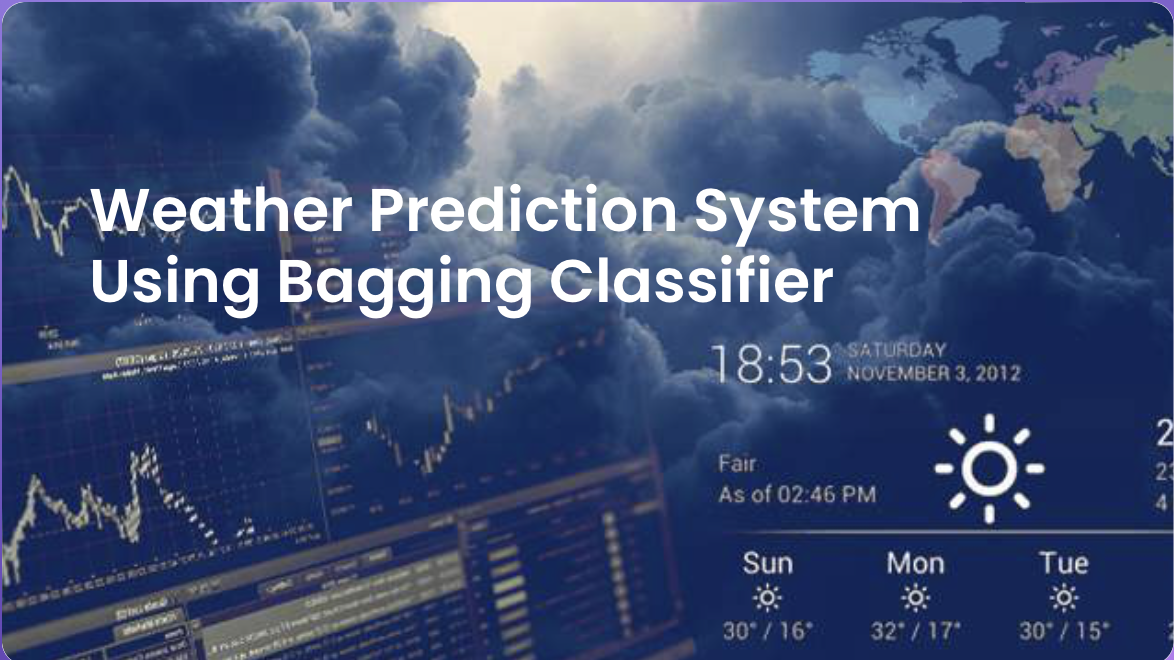 Weather Prediction System
Using Bagging Classifier
18:53 SATURDAY
NOVEMBER 3, 2012
Fair
As of 02:46 PM
Sun Mon Tue
30° / 16° 32° / 17° 30° / 15°